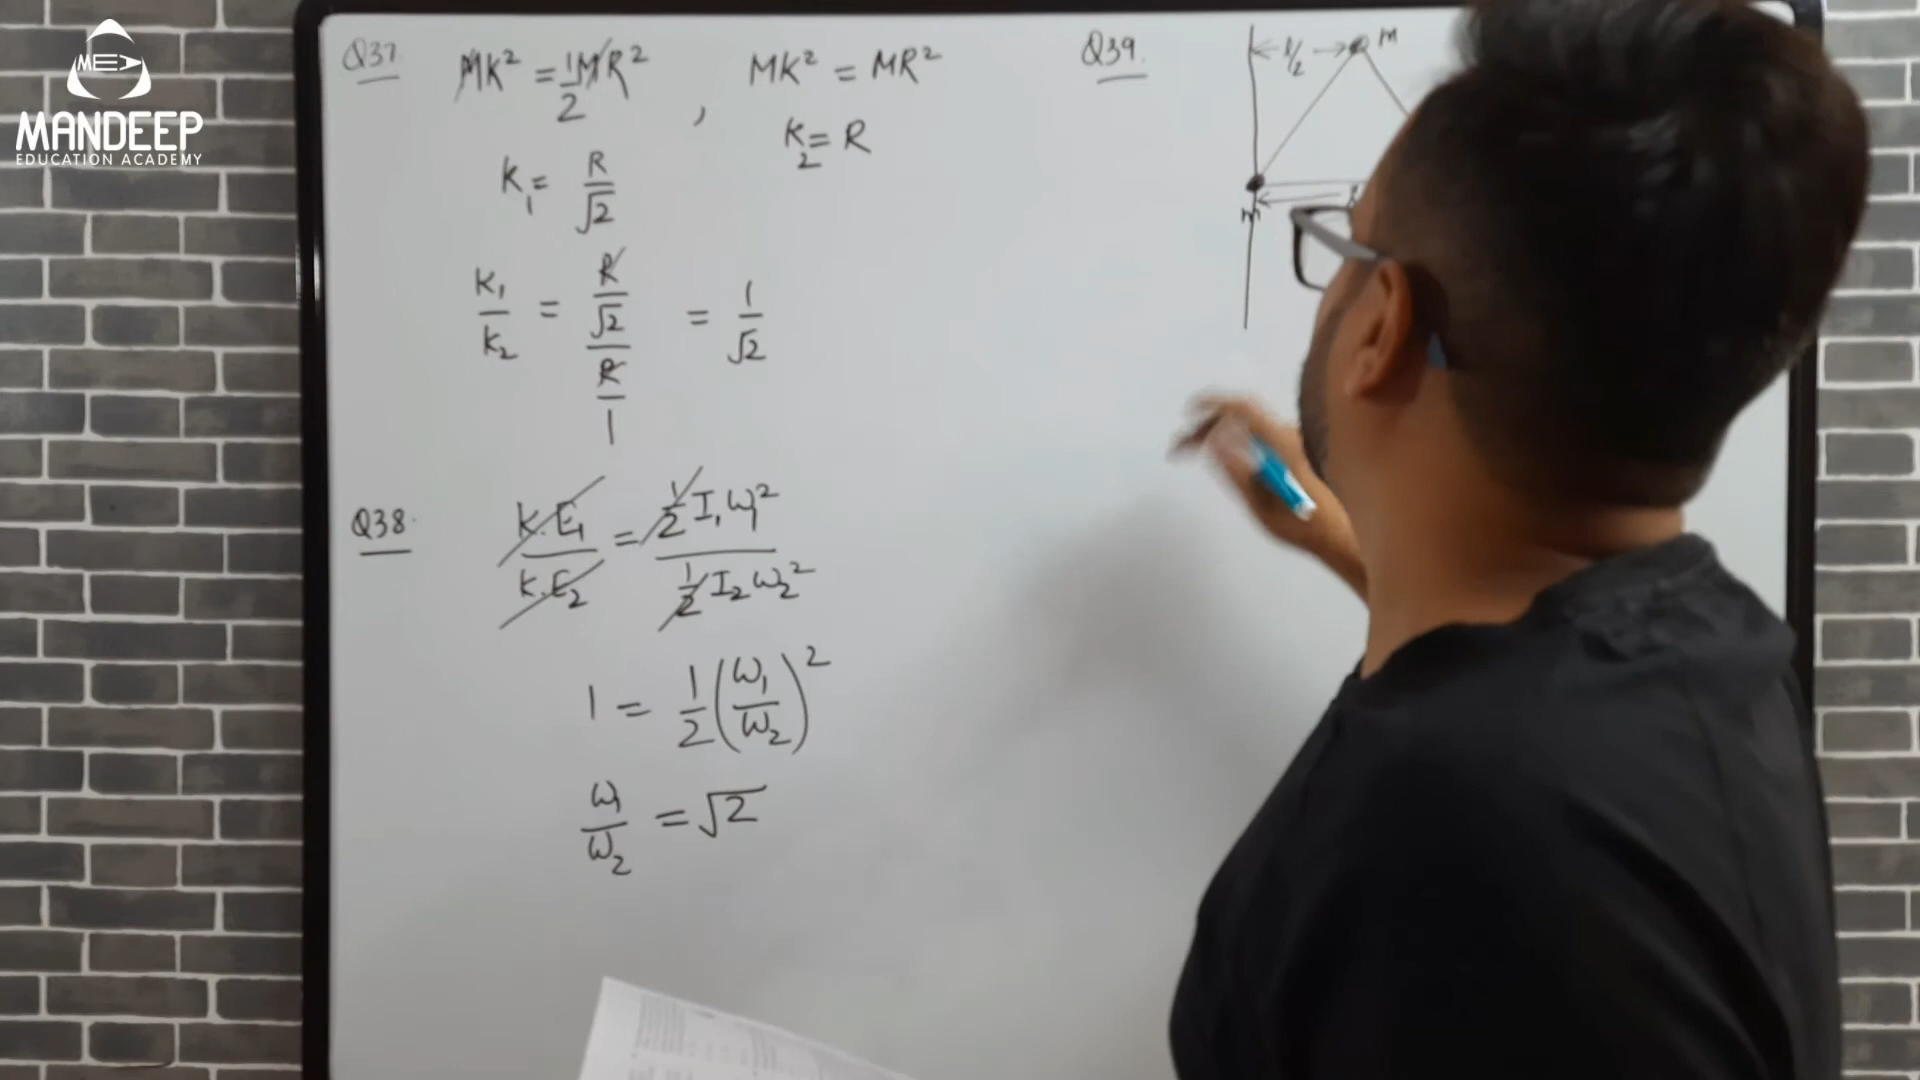 MEA
MANDEEP
EDUCATION ACADEMY
Q37. MK² = 1/2 MR² , MK² = MR²
K₁ = R/√2
K₂ = R
K₁/K₂ = (R/√2)/(R/1) = 1/√2
Q38. K.E₁/K.E₂ = (1/2 I₁ω₁²)/(1/2 I₂ω₂²)
1 = 1/2 (ω₁/ω₂)²
ω₁/ω₂ = √2
Q39.
l/2
m
m